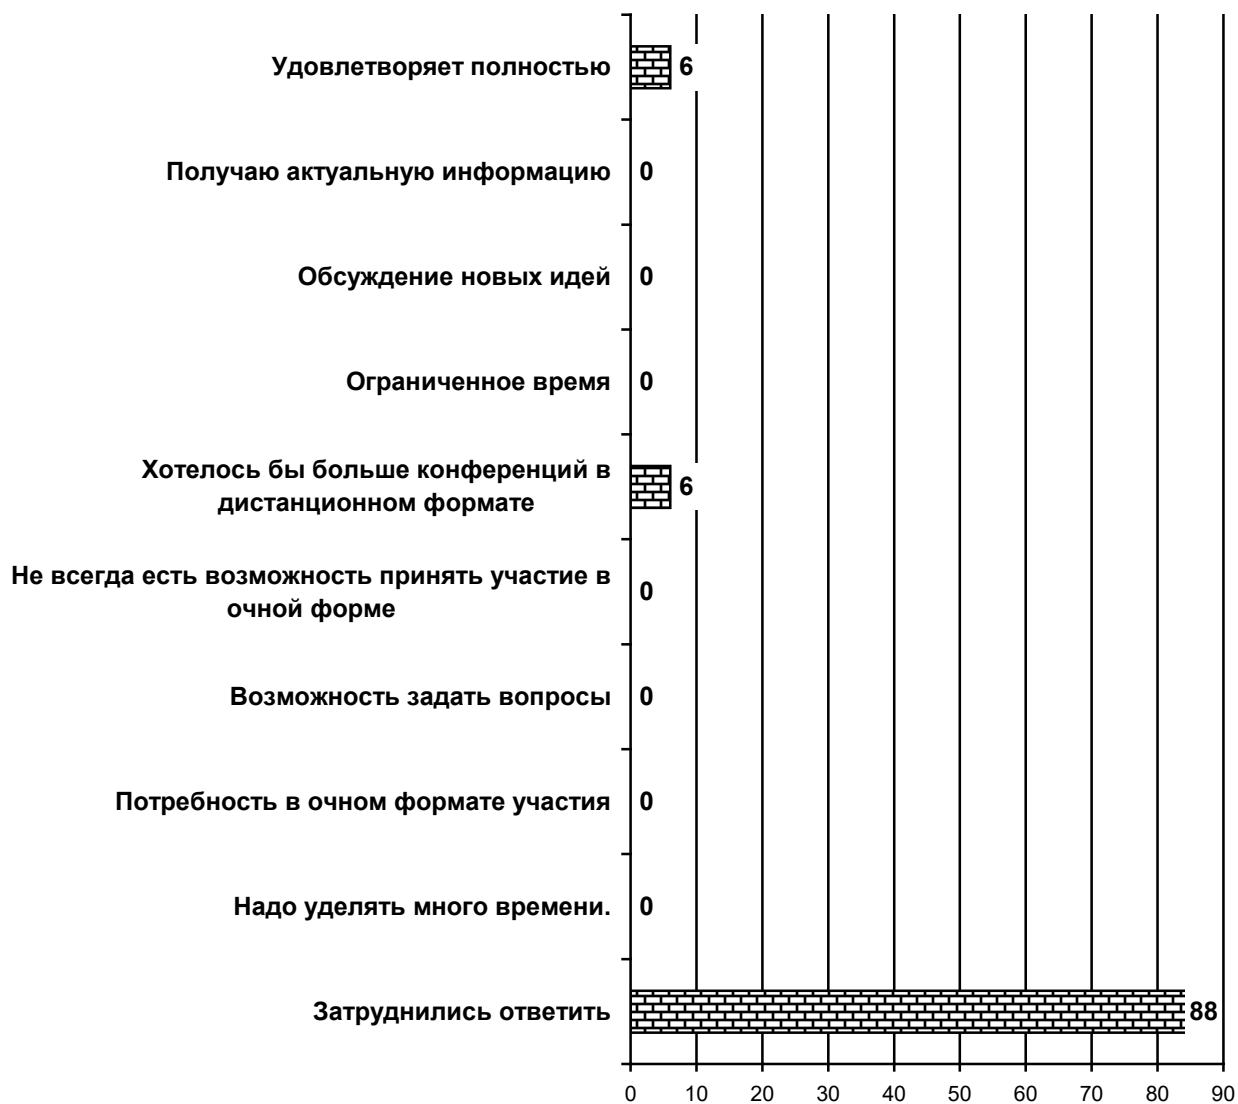 Удовлетворяет полностью 6
Получаю актуальную информацию 0
Обсуждение новых идей 0
Ограниченное время 0
Хотелось бы больше конференций в
дистанционном формате 6
Не всегда есть возможность принять участие в
очной форме 0
Возможность задать вопросы 0
Потребность в очном формате участия 0
Надо уделять много времени. 0
Затруднились ответить 88
0 10 20 30 40 50 60 70 80 90